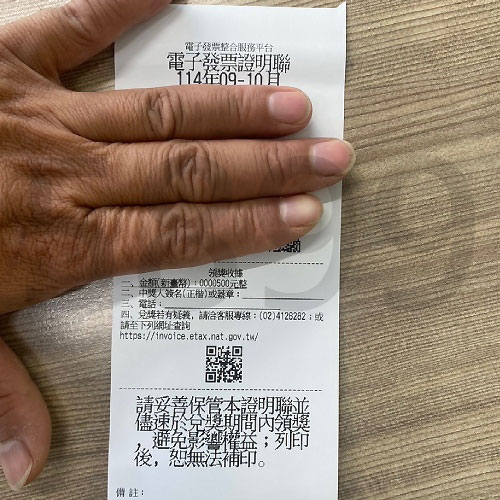 電子發票整合服務平台
電子發票證明聯
114年09-10月
領獎收據
二、金額(新臺幣)：0000500元整
二、中獎人簽名(正楷)或蓋章：
三、電話：
四、兌獎若有疑義，請洽客服專線：(02)4128282；或
請至下列網址查詢
https://invoice.etax.nat.gov.tw/
請妥善保管本證明聯並
儘速於兌獎期間內領獎
，避免影響權益；列印
後，恕無法補印。
備註：